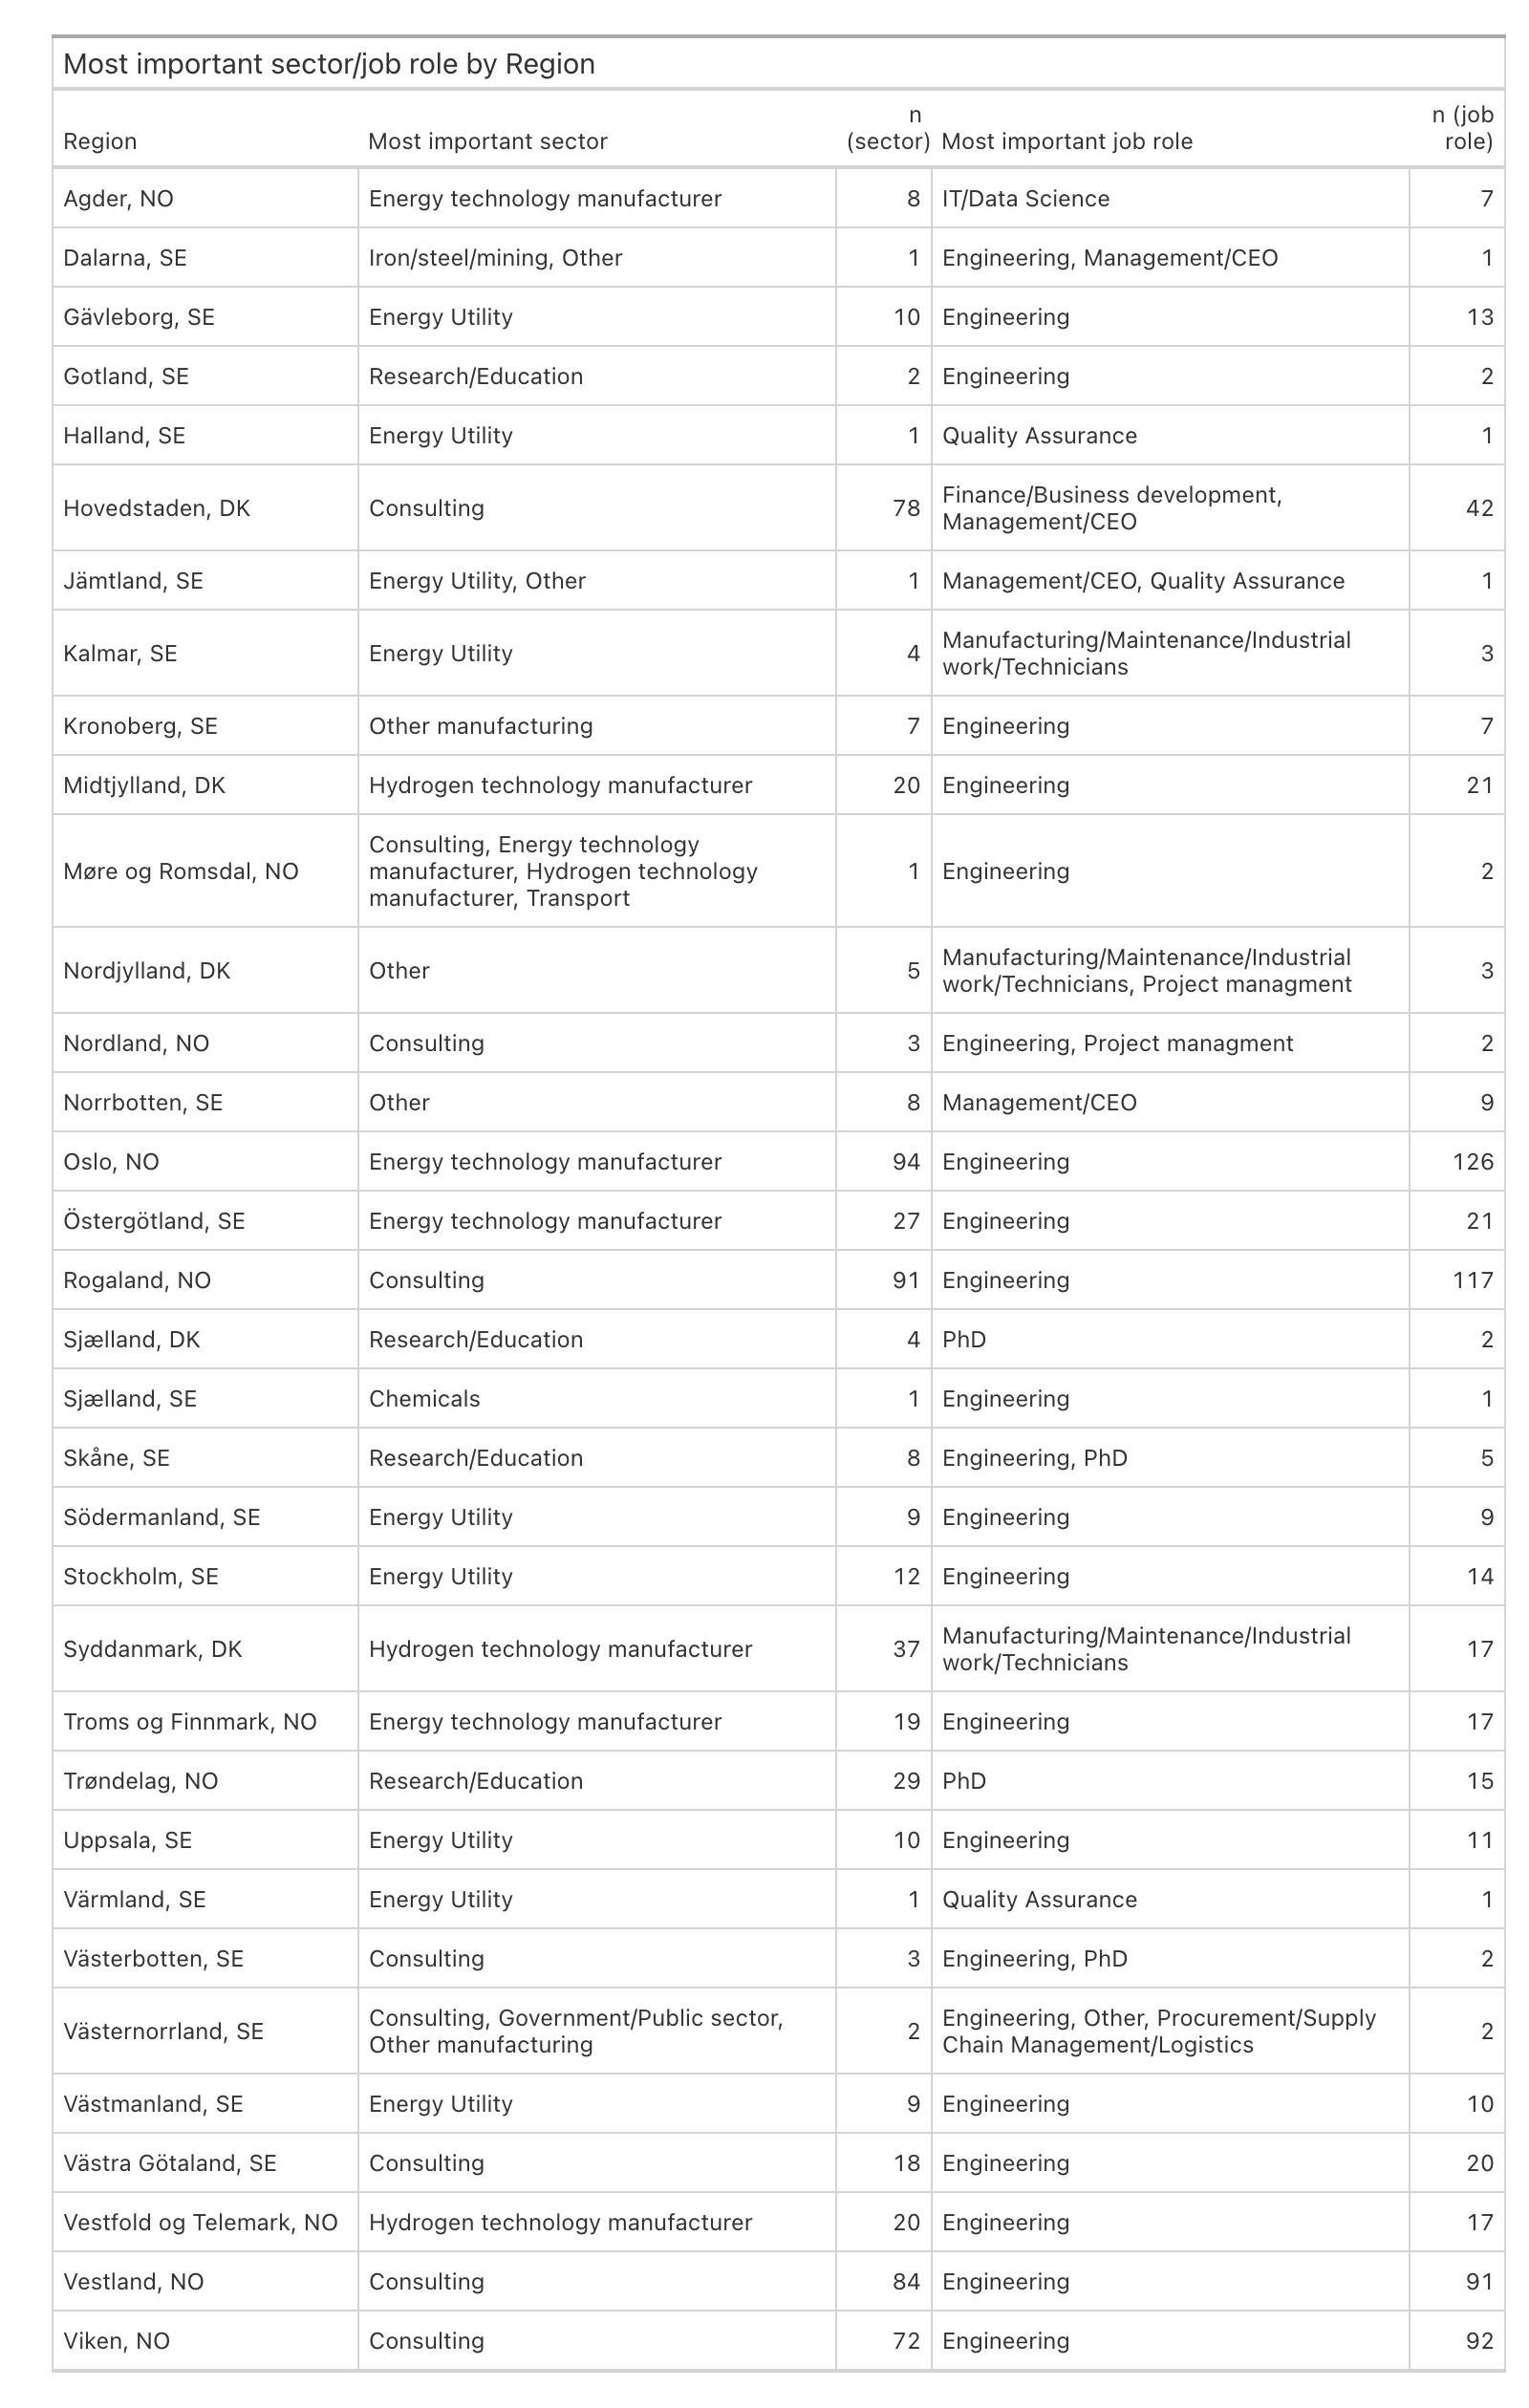 Most important sector/job role by Region
Region Most important sector n (sector) Most important job role n (job role)
Agder, NO Energy technology manufacturer 8 IT/Data Science 7
Dalarna, SE Iron/steel/mining, Other 1 Engineering, Management/CEO 1
Gävleborg, SE Energy Utility 10 Engineering 13
Gotland, SE Research/Education 2 Engineering 2
Halland, SE Energy Utility 1 Quality Assurance 1
Hovedstaden, DK Consulting 78 Finance/Business development, Management/CEO 42
Jämtland, SE Energy Utility, Other 1 Management/CEO, Quality Assurance 1
Kalmar, SE Energy Utility 4 Manufacturing/Maintenance/Industrial work/Technicians 3
Kronoberg, SE Other manufacturing 7 Engineering 7
Midtjylland, DK Hydrogen technology manufacturer 20 Engineering 21
Møre og Romsdal, NO Consulting, Energy technology manufacturer, Hydrogen technology manufacturer, Transport 1 Engineering 2
Nordjylland, DK Other 5 Manufacturing/Maintenance/Industrial work/Technicians, Project managment 3
Nordland, NO Consulting 3 Engineering, Project managment 2
Norrbotten, SE Other 8 Management/CEO 9
Oslo, NO Energy technology manufacturer 94 Engineering 126
Östergötland, SE Energy technology manufacturer 27 Engineering 21
Rogaland, NO Consulting 91 Engineering 117
Sjælland, DK Research/Education 4 PhD 2
Sjælland, SE Chemicals 1 Engineering 1
Skåne, SE Research/Education 8 Engineering, PhD 5
Södermanland, SE Energy Utility 9 Engineering 9
Stockholm, SE Energy Utility 12 Engineering 14
Syddanmark, DK Hydrogen technology manufacturer 37 Manufacturing/Maintenance/Industrial work/Technicians 17
Troms og Finnmark, NO Energy technology manufacturer 19 Engineering 17
Trøndelag, NO Research/Education 29 PhD 15
Uppsala, SE Energy Utility 10 Engineering 11
Värmland, SE Energy Utility 1 Quality Assurance 1
Västerbotten, SE Consulting 3 Engineering, PhD 2
Västernorrland, SE Consulting, Government/Public sector, Other manufacturing 2 Engineering, Other, Procurement/Supply Chain Management/Logistics 2
Västmanland, SE Energy Utility 9 Engineering 10
Västra Götaland, SE Consulting 18 Engineering 20
Vestfold og Telemark, NO Hydrogen technology manufacturer 20 Engineering 17
Vestland, NO Consulting 84 Engineering 91
Viken, NO Consulting 72 Engineering 92